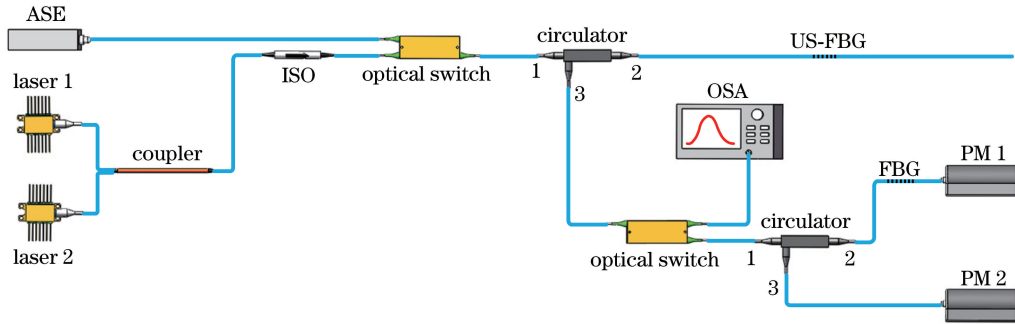 ASE
laser 1
laser 2
coupler
ISO
optical switch
circulator
1
2
3
US-FBG
OSA
optical switch
circulator
1
2
3
FBG
PM 1
PM 2